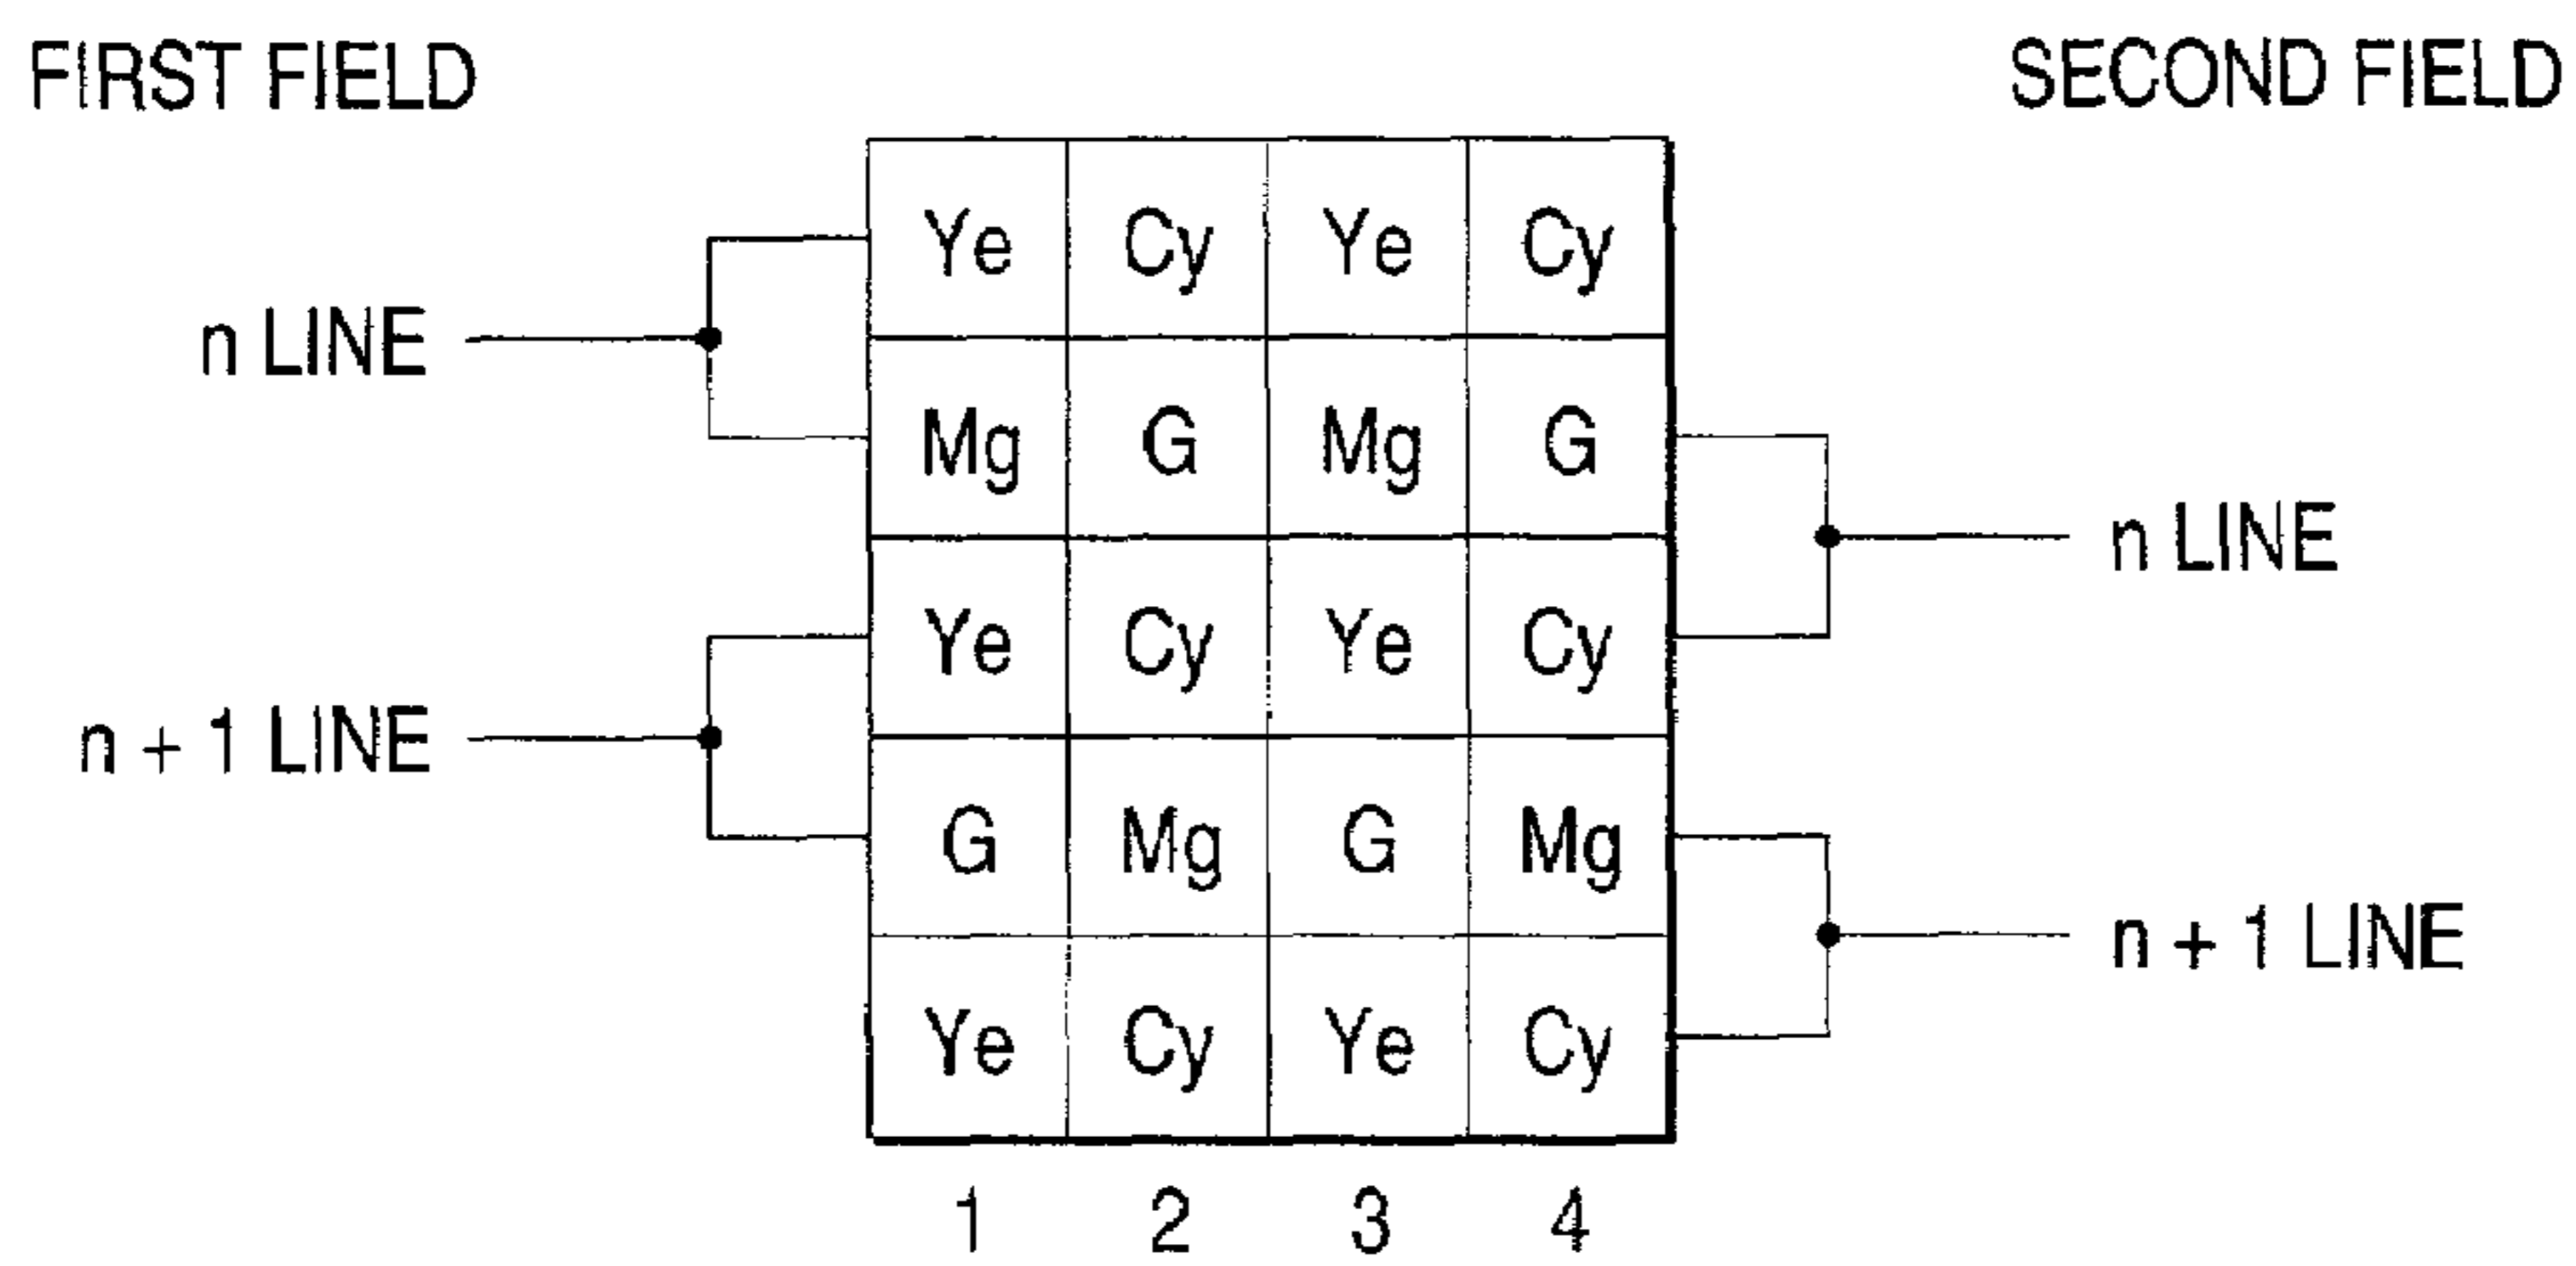 FIRST FIELD
SECOND FIELD
Ye Cy Ye Cy
n LINE
Mg G Mg G
n LINE
Ye Cy Ye Cy
n + 1 LINE
G Mg G Mg
n + 1 LINE
Ye Cy Ye Cy
1 2 3 4